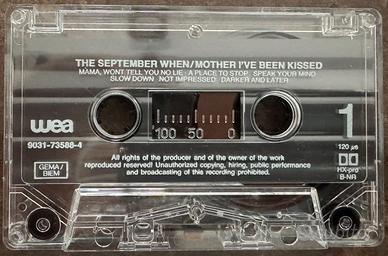 THE SEPTEMBER WHEN/MOTHER I'VE BEEN KISSED
MAMA, WONT TELL YOU NO LIE · A PLACE TO STOP · SPEAK YOUR MIND
SLOW DOWN · NOT IMPRESSED · DARKER AND LATER
wea
9031-73588-4
1
100 50 0
120 µs
GEMA/
BIEM
All rights of the producer and of the owner of the work
reproduced reserved! Unauthorized copying, hiring, public performance
and broadcasting of this recording prohibited.
HX-pro
B-NR